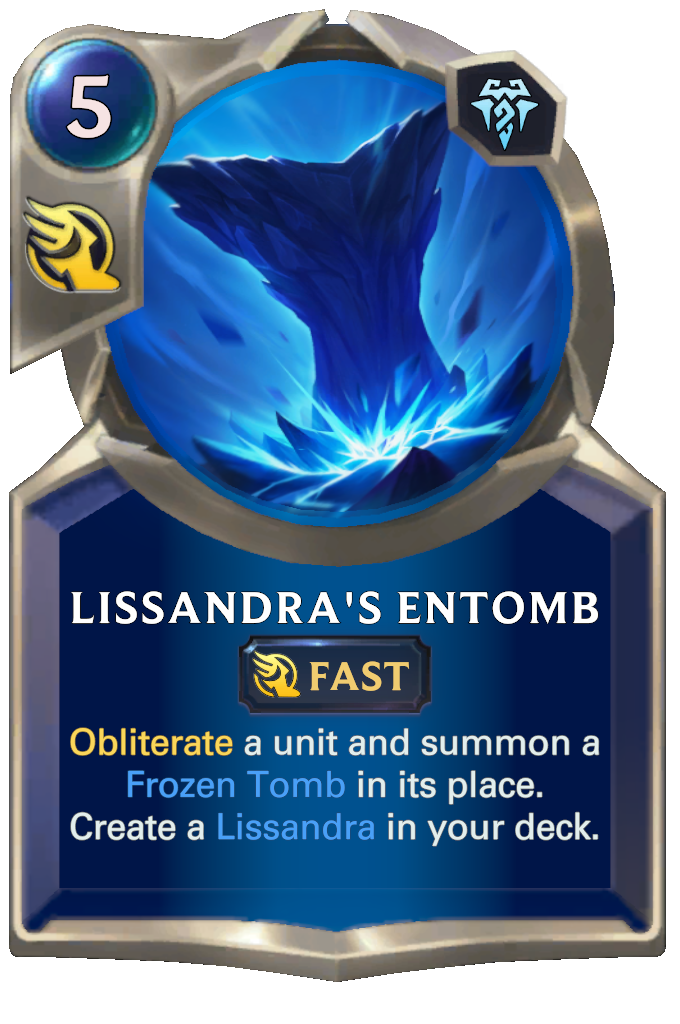 5
LISSANDRA'S ENTOMB
FAST
Obliterate a unit and summon a
Frozen Tomb in its place.
Create a Lissandra in your deck.